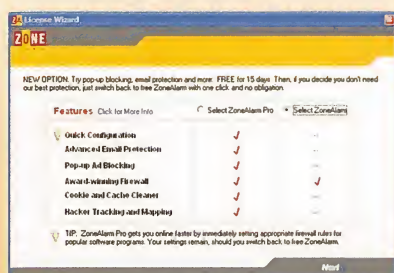 License Wizard
ZONE
NEW OPTION. Try pop-up blocking, email protection and more. FREE for 15 days. Then, if you decide you don't need
our best protection, just switch back to free ZoneAlarm with one click and no obligation.
Features Click for More Info Select ZoneAlarm Pro Select ZoneAlarm
Quick Configuration
Advanced Email Protection
Pop-up Ad Blocking
Award-winning Firewall
Cookie and Cache Cleaner
Hacker Tracking and Mapping
TIP: ZoneAlarm Pro gets you online faster by immediately setting appropriate firewall rules for
popular software programs. Your settings remain, should you switch back to free ZoneAlarm.
Next